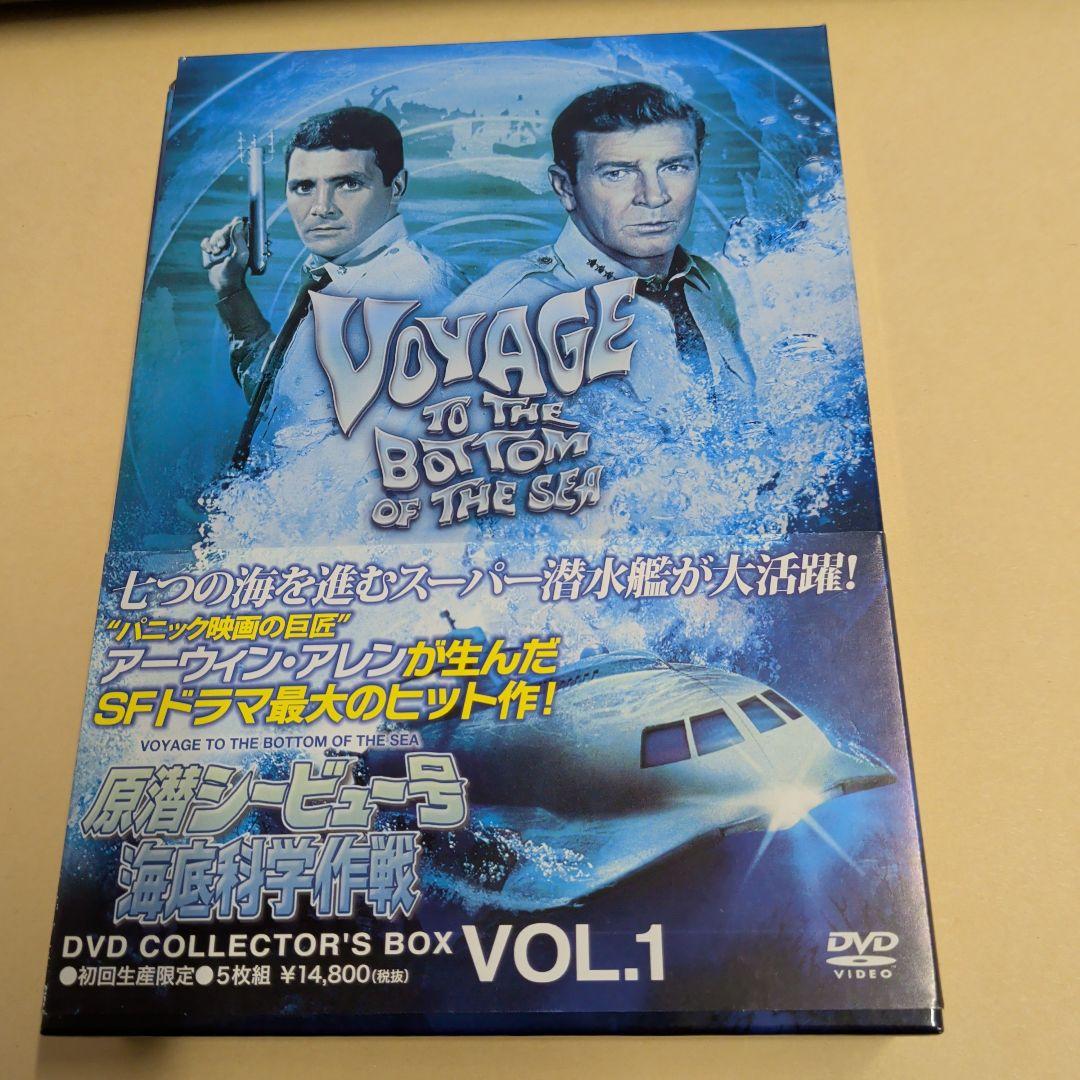 VOYAGE
TO THE
BOTTOM
OF THE SEA
七つの海を進むスーパー潜水艦が大活躍!
"パニック映画の巨匠"
アーウィン・アレンが生んだ
SFドラマ最大のヒット作!
VOYAGE TO THE BOTTOM OF THE SEA
原潜シービュー号
海底科学作戦
DVD COLLECTOR'S BOX VOL.1
●初回生産限定●5枚組 ¥14,800(税抜)
DVD
VIDEO